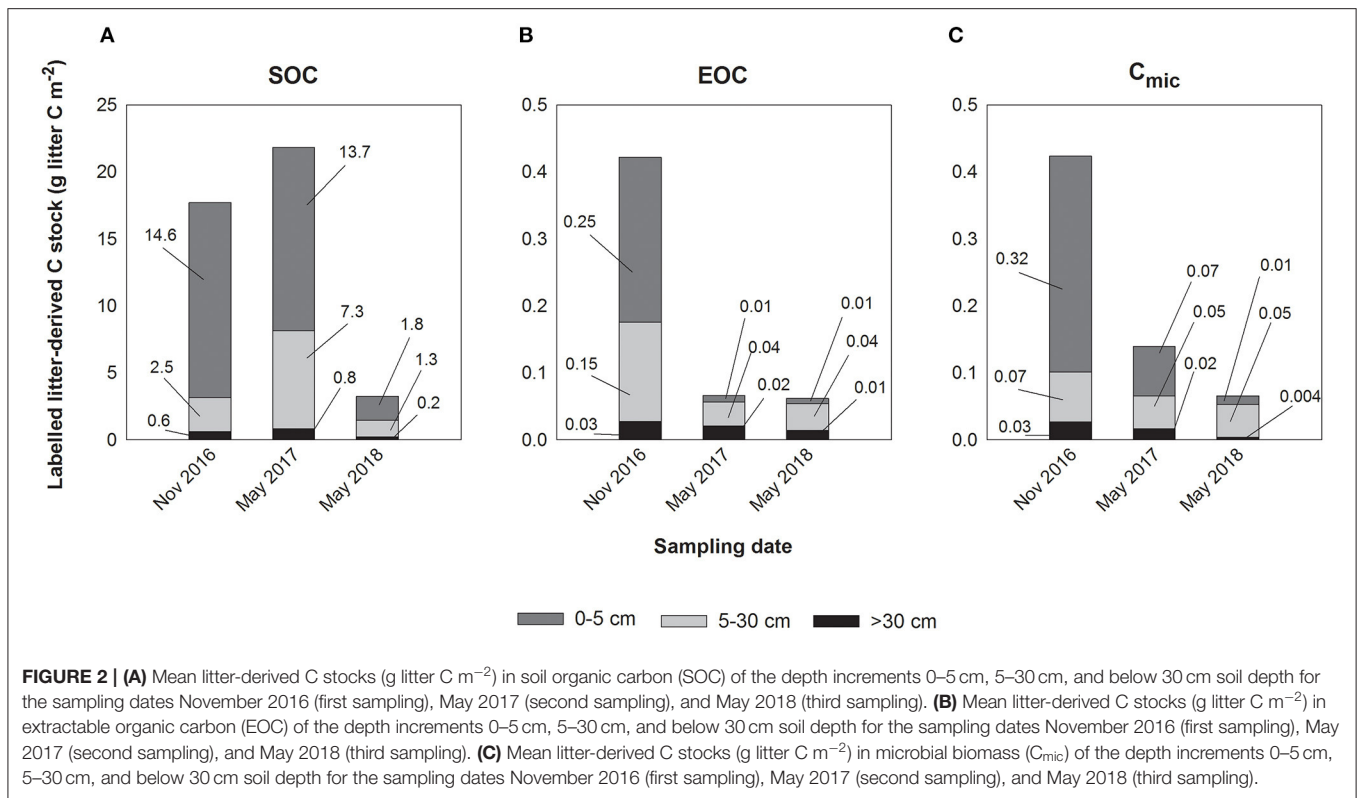 A
SOC
Labelled litter-derived C stock (g litter C m⁻²)
25
20
15
10
5
0
14.6
2.5
0.6
13.7
7.3
0.8
1.8
1.3
0.2
Nov 2016
May 2017
May 2018
B
EOC
0.5
0.4
0.3
0.2
0.1
0.0
0.25
0.15
0.03
0.01
0.04
0.02
0.01
0.04
0.01
Nov 2016
May 2017
May 2018
C
Cmic
0.5
0.4
0.3
0.2
0.1
0.0
0.32
0.07
0.03
0.07
0.05
0.02
0.01
0.05
0.004
Nov 2016
May 2017
May 2018
Sampling date
0-5 cm 5-30 cm >30 cm
FIGURE 2 | (A) Mean litter-derived C stocks (g litter C m⁻²) in soil organic carbon (SOC) of the depth increments 0–5 cm, 5–30 cm, and below 30 cm soil depth for
the sampling dates November 2016 (first sampling), May 2017 (second sampling), and May 2018 (third sampling). (B) Mean litter-derived C stocks (g litter C m⁻²) in
extractable organic carbon (EOC) of the depth increments 0–5 cm, 5–30 cm, and below 30 cm soil depth for the sampling dates November 2016 (first sampling), May
2017 (second sampling), and May 2018 (third sampling). (C) Mean litter-derived C stocks (g litter C m⁻²) in microbial biomass (Cmic) of the depth increments 0–5 cm,
5–30 cm, and below 30 cm soil depth for the sampling dates November 2016 (first sampling), May 2017 (second sampling), and May 2018 (third sampling).